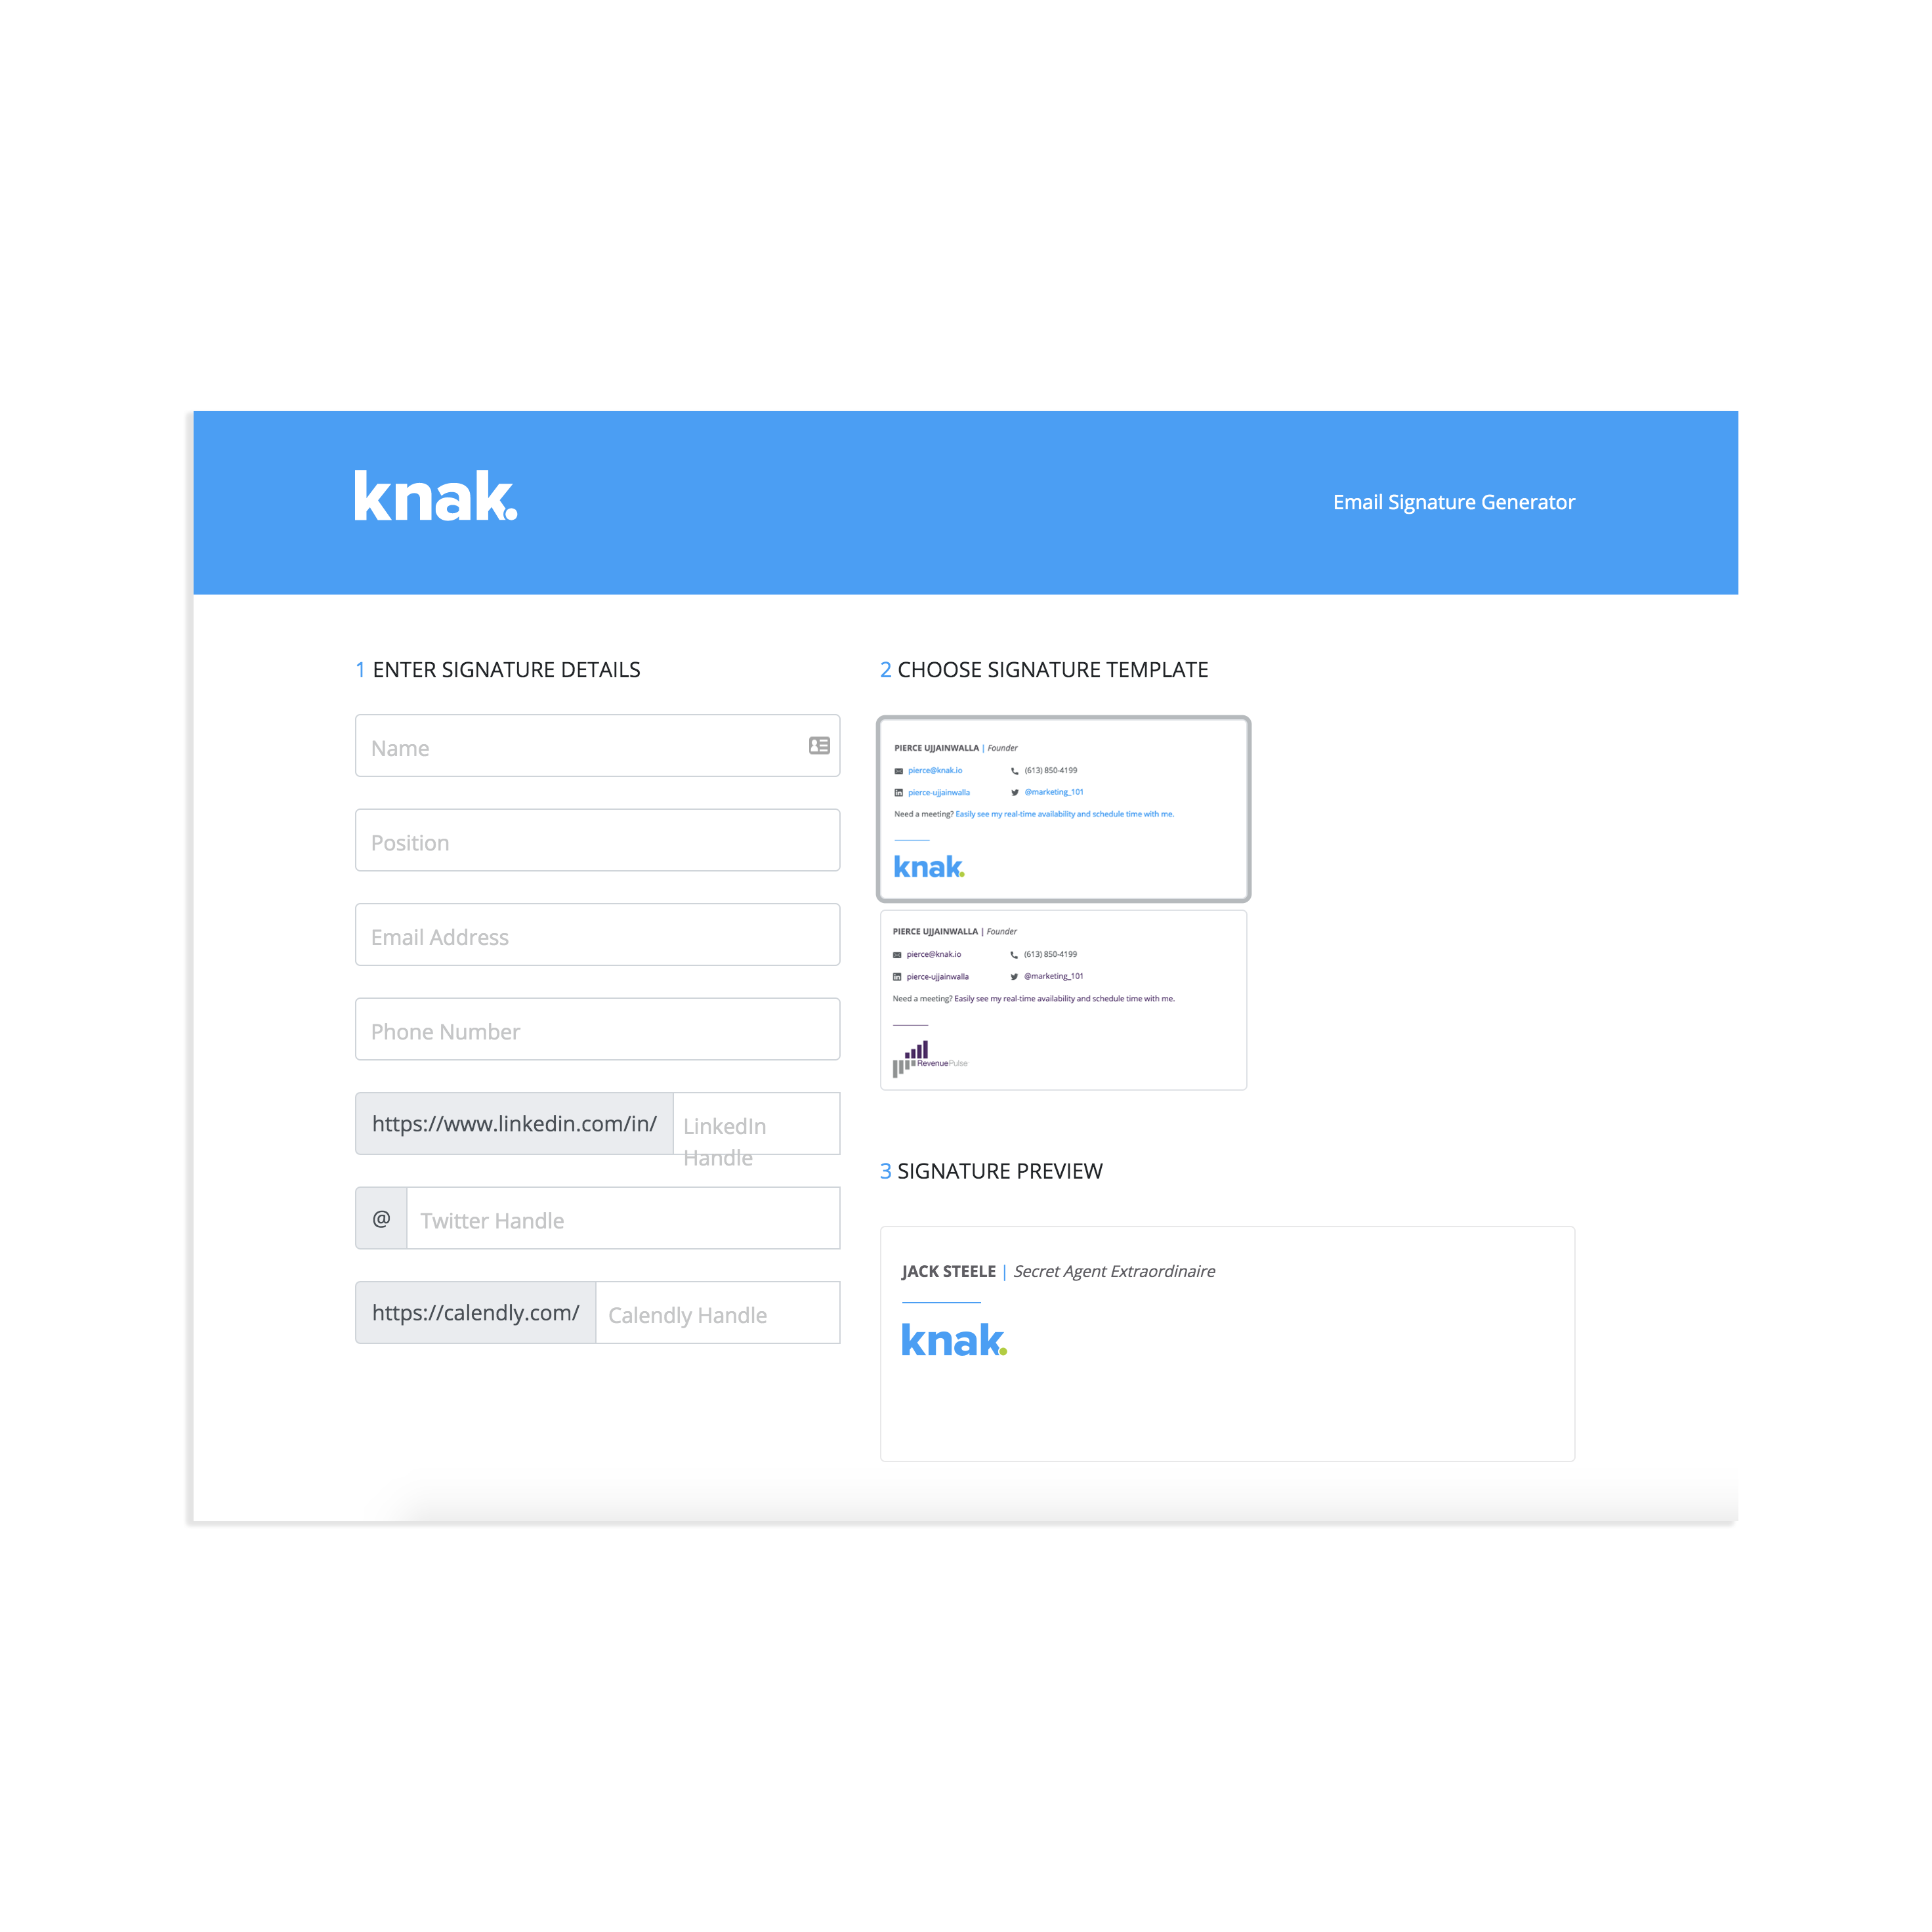 knak.
Email Signature Generator
1 ENTER SIGNATURE DETAILS
Name
Position
Email Address
Phone Number
https://www.linkedin.com/in/ LinkedIn
Handle
@ Twitter Handle
https://calendly.com/ Calendly Handle
2 CHOOSE SIGNATURE TEMPLATE
PIERCE UJJAINWALLA | Founder
pierce@knak.io (613) 850-4199
pierce-ujjainwalla @marketing_101
Need a meeting? Easily see my real-time availability and schedule time with me.
knak.
PIERCE UJJAINWALLA | Founder
pierce@knak.io (613) 850-4199
pierce-ujjainwalla @marketing_101
Need a meeting? Easily see my real-time availability and schedule time with me.
RevenuePulse
3 SIGNATURE PREVIEW
JACK STEELE | Secret Agent Extraordinaire
knak.